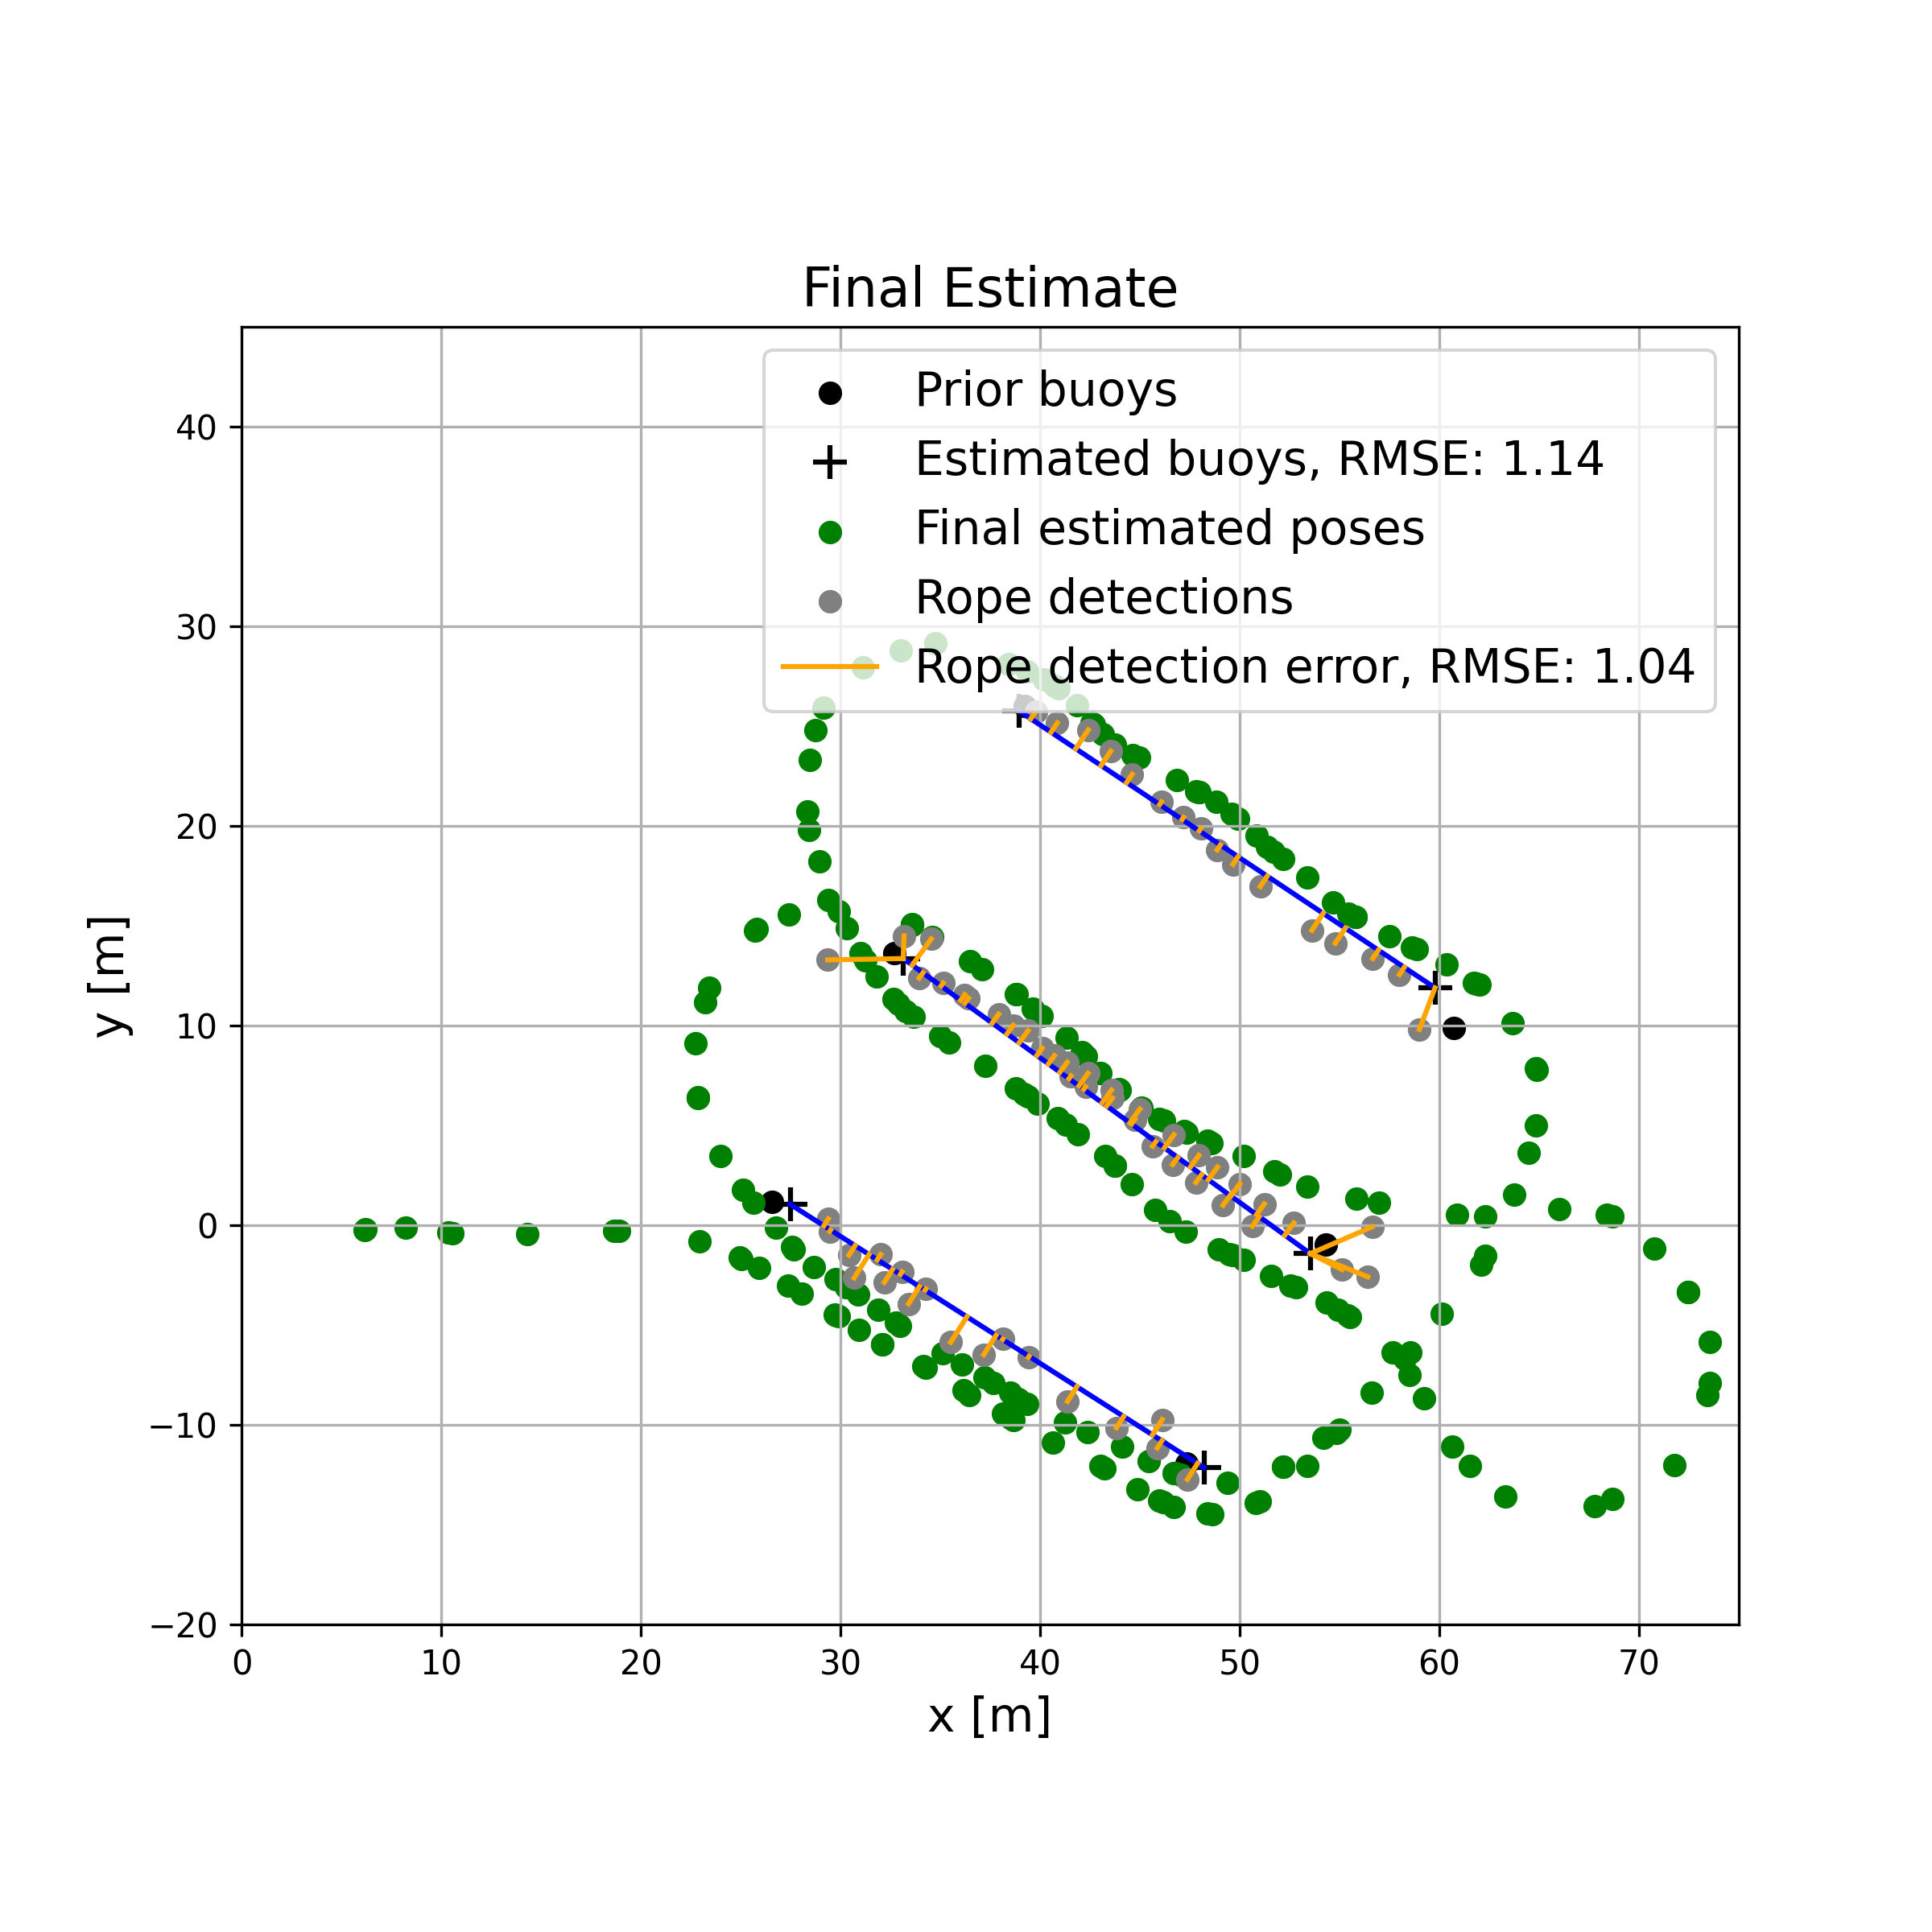 Final Estimate
Prior buoys
Estimated buoys, RMSE: 1.14
Final estimated poses
Rope detections
Rope detection error, RMSE: 1.04
40
30
20
10
0
−10
−20
y [m]
0 10 20 30 40 50 60 70
x [m]